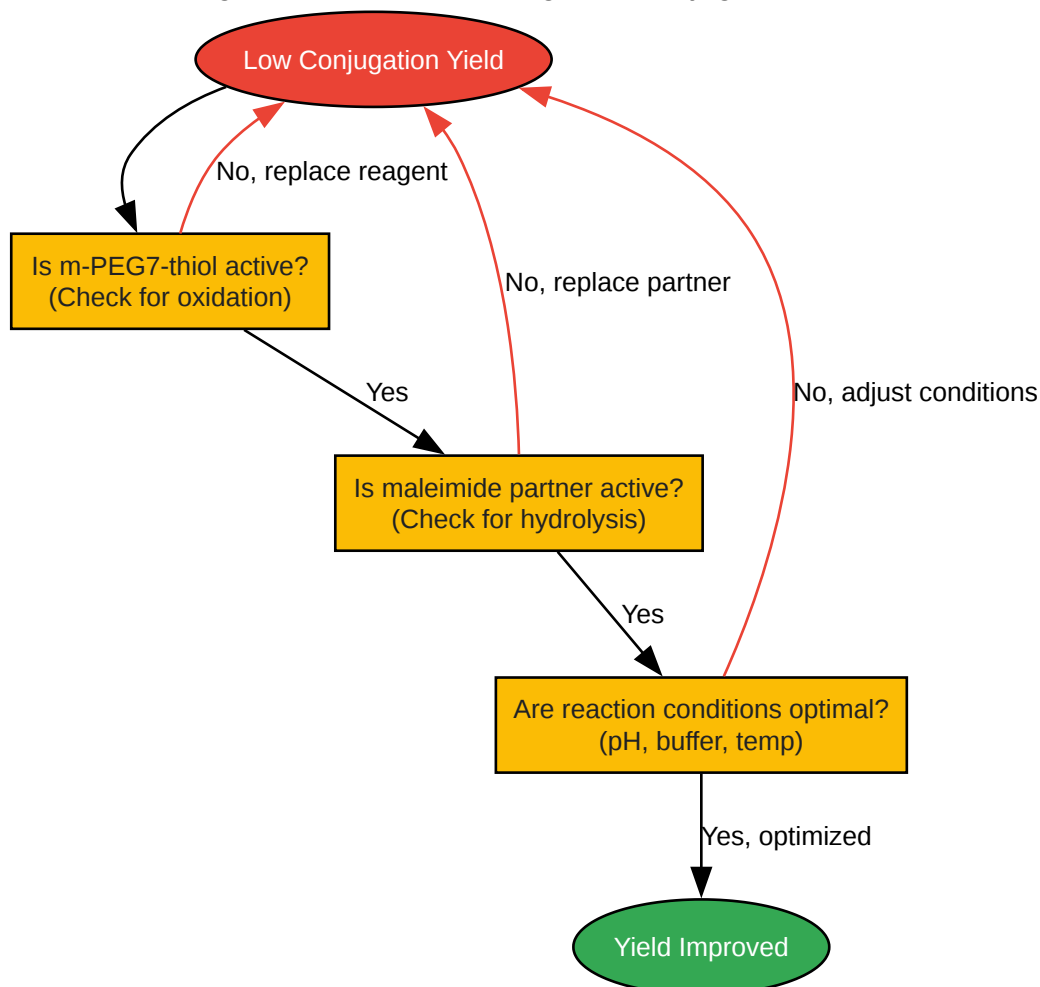 Low Conjugation Yield
No, replace reagent
Is m-PEG7-thiol active?
(Check for oxidation)
No, replace partner
Yes
No, adjust conditions
Is maleimide partner active?
(Check for hydrolysis)
Yes
Are reaction conditions optimal?
(pH, buffer, temp)
Yes, optimized
Yield Improved